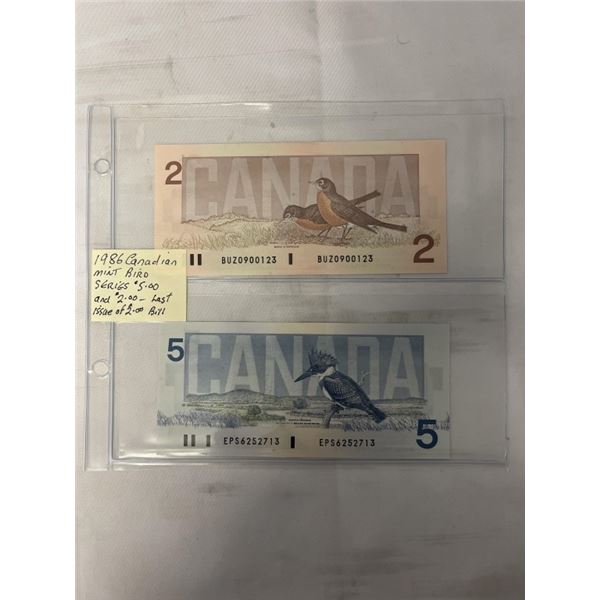 2 CANADA
BUZ0900123 BUZ0900123 2
1986 Canadian
MINT BIRD
SERIES $5.00
and $2.00 - Last
issue of 2.00 Bill
5 CANADA
EPS6252713 EPS6252713 5